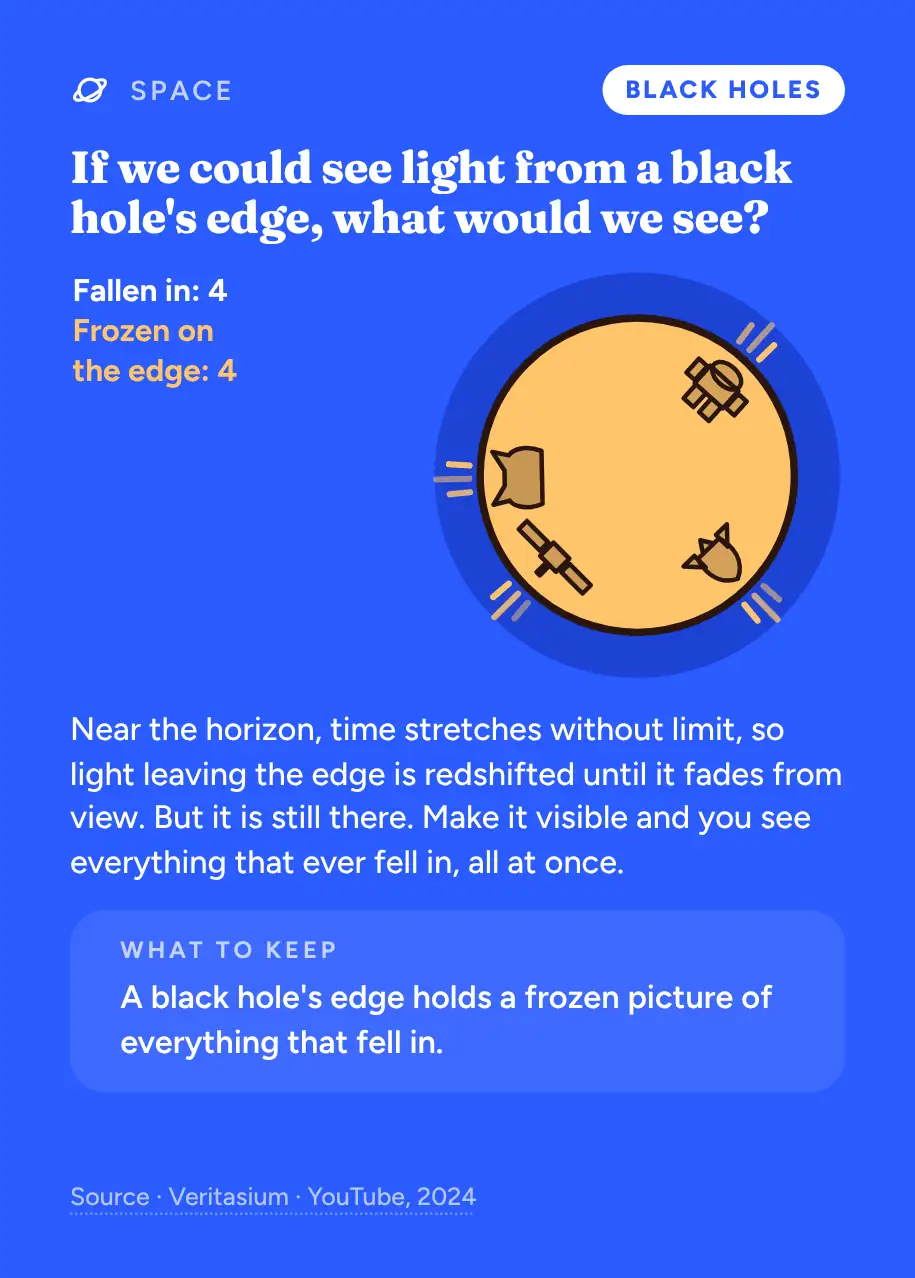 SPACE
BLACK HOLES
If we could see light from a black
hole's edge, what would we see?
Fallen in: 4
Frozen on
the edge: 4
Near the horizon, time stretches without limit, so
light leaving the edge is redshifted until it fades from
view. But it is still there. Make it visible and you see
everything that ever fell in, all at once.
WHAT TO KEEP
A black hole's edge holds a frozen picture of
everything that fell in.
Source · Veritasium · YouTube, 2024